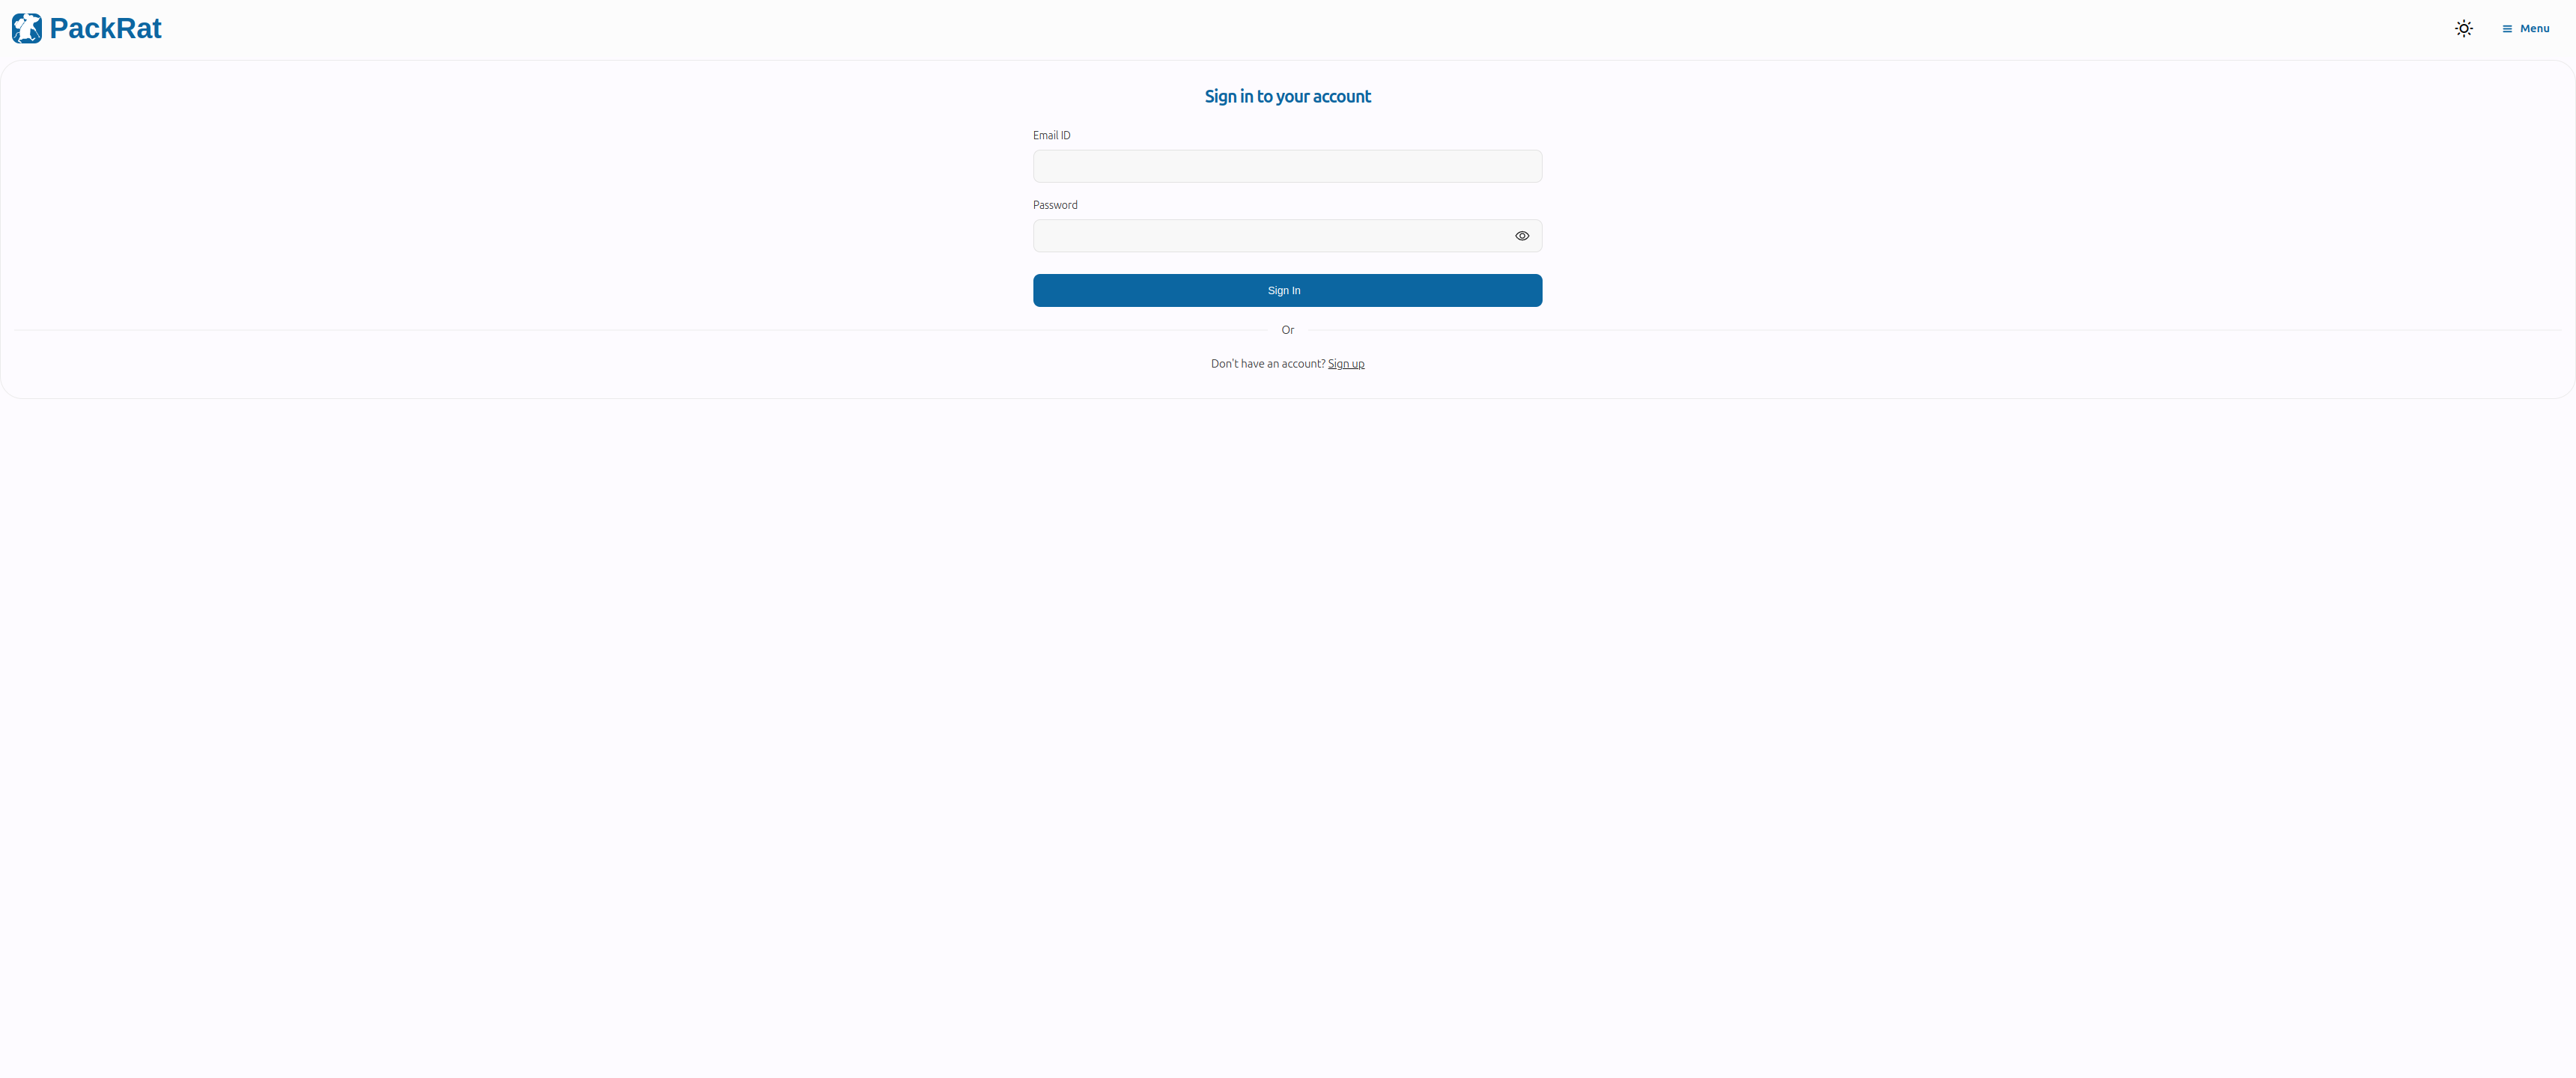 PackRat
Menu
Sign in to your account
Email ID
Password
Sign In
Or
Don't have an account? Sign up